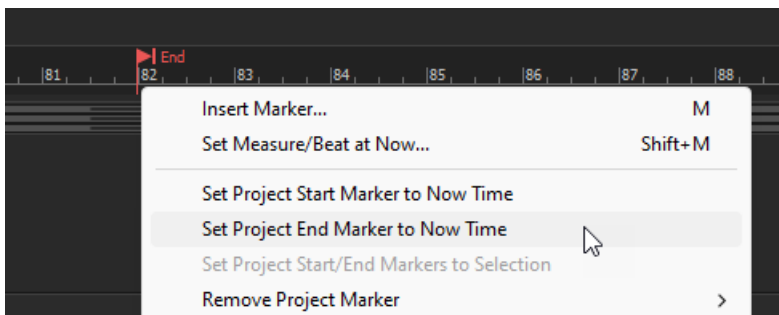 End
81 82 83 84 85 86 87 88
Insert Marker... M
Set Measure/Beat at Now... Shift+M
Set Project Start Marker to Now Time
Set Project End Marker to Now Time
Set Project Start/End Markers to Selection
Remove Project Marker >